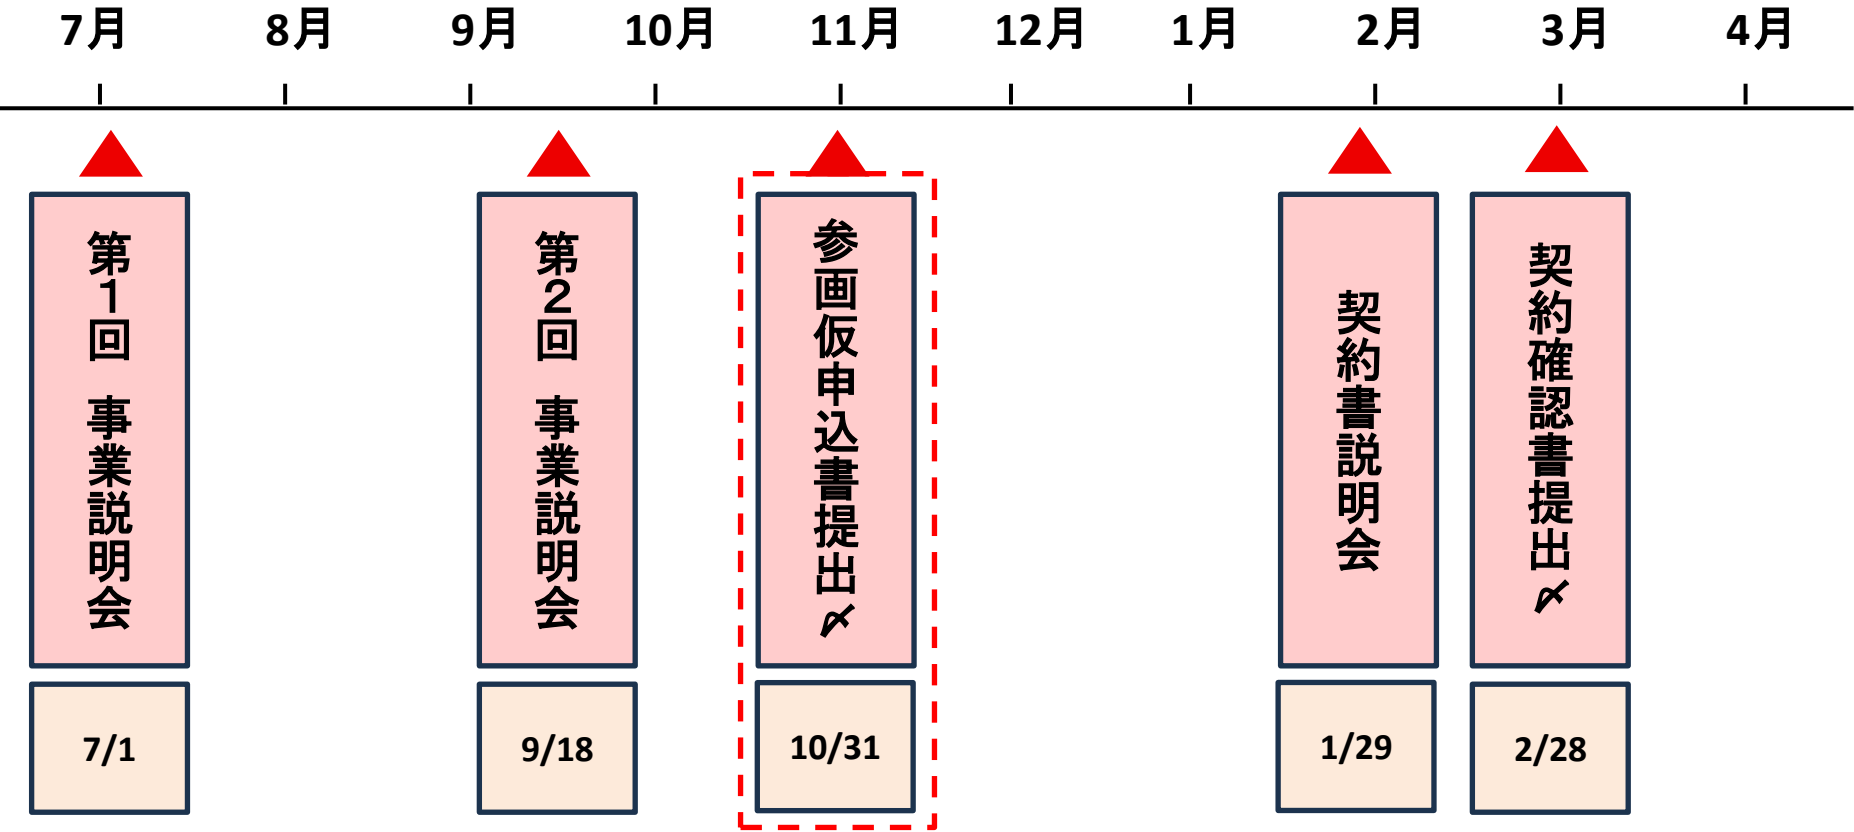 7月 8月 9月 10月 11月 12月 1月 2月 3月 4月
第1回 事業説明会
第2回 事業説明会
参画仮申込書提出〆
契約書説明会
契約確認書提出〆
7/1
9/18
10/31
1/29
2/28